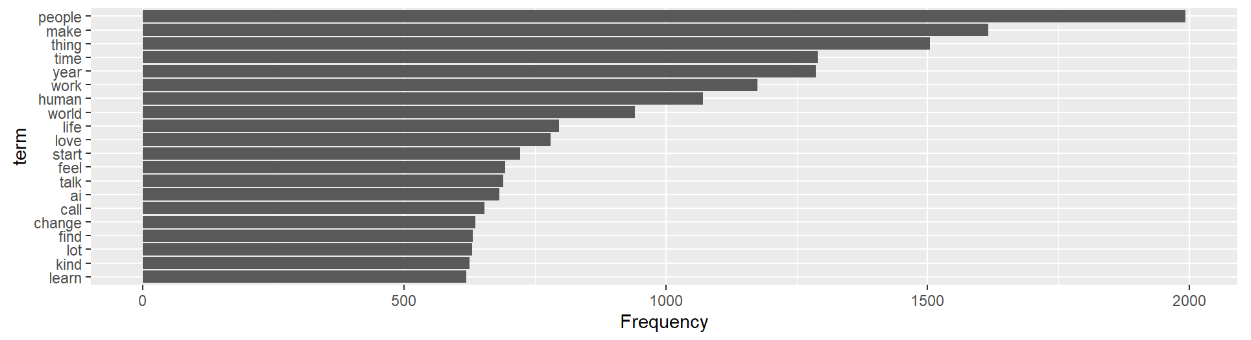 people
make
thing
time
year
work
human
world
life
love
start
feel
talk
ai
call
change
find
lot
kind
learn
term
0 500 1000 1500 2000
Frequency